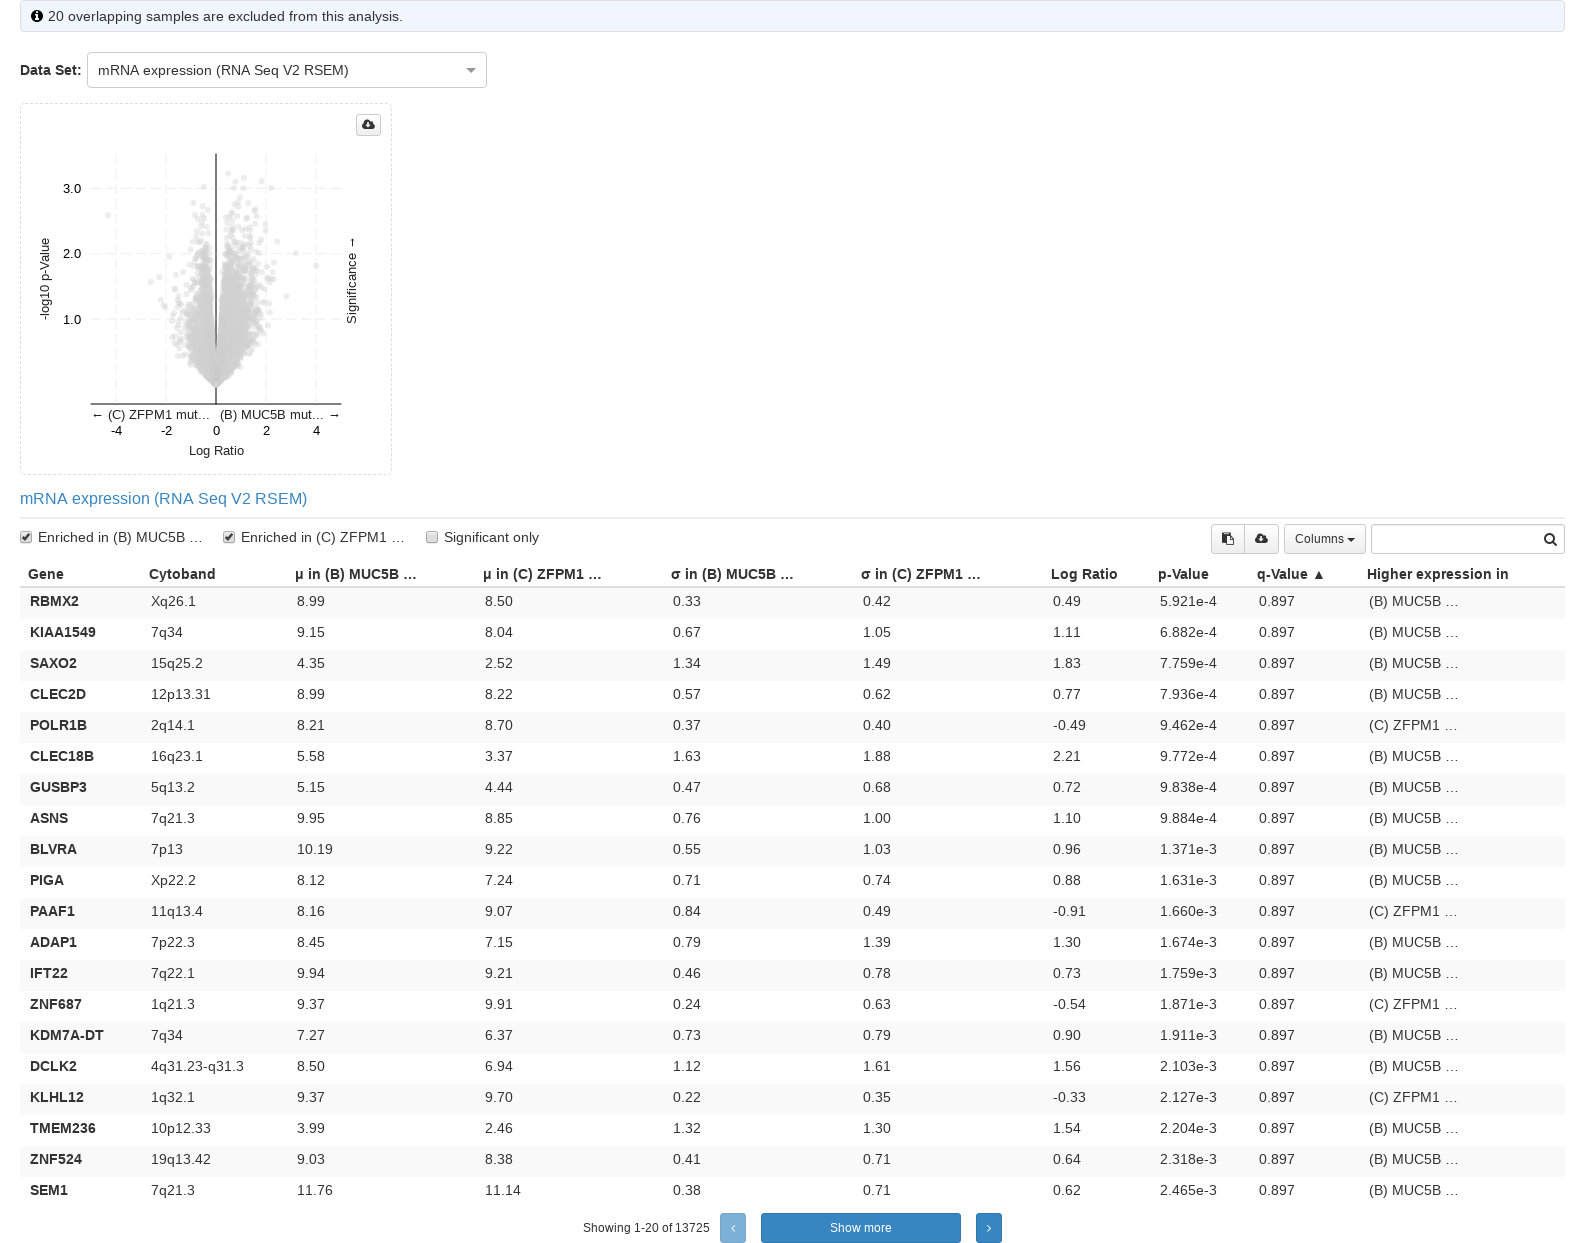 20 overlapping samples are excluded from this analysis.
Data Set: mRNA expression (RNA Seq V2 RSEM)
3.0
2.0
1.0
-log10 p-Value
Significance →
← (C) ZFPM1 mut... (B) MUC5B mut... →
-4 -2 0 2 4
Log Ratio
mRNA expression (RNA Seq V2 RSEM)
Enriched in (B) MUC5B ... Enriched in (C) ZFPM1 ... Significant only Columns
Gene Cytoband μ in (B) MUC5B ... μ in (C) ZFPM1 ... σ in (B) MUC5B ... σ in (C) ZFPM1 ... Log Ratio p-Value q-Value ▲ Higher expression in
RBMX2 Xq26.1 8.99 8.50 0.33 0.42 0.49 5.921e-4 0.897 (B) MUC5B ...
KIAA1549 7q34 9.15 8.04 0.67 1.05 1.11 6.882e-4 0.897 (B) MUC5B ...
SAXO2 15q25.2 4.35 2.52 1.34 1.49 1.83 7.759e-4 0.897 (B) MUC5B ...
CLEC2D 12p13.31 8.99 8.22 0.57 0.62 0.77 7.936e-4 0.897 (B) MUC5B ...
POLR1B 2q14.1 8.21 8.70 0.37 0.40 -0.49 9.462e-4 0.897 (C) ZFPM1 ...
CLEC18B 16q23.1 5.58 3.37 1.63 1.88 2.21 9.772e-4 0.897 (B) MUC5B ...
GUSBP3 5q13.2 5.15 4.44 0.47 0.68 0.72 9.838e-4 0.897 (B) MUC5B ...
ASNS 7q21.3 9.95 8.85 0.76 1.00 1.10 9.884e-4 0.897 (B) MUC5B ...
BLVRA 7p13 10.19 9.22 0.55 1.03 0.96 1.371e-3 0.897 (B) MUC5B ...
PIGA Xp22.2 8.12 7.24 0.71 0.74 0.88 1.631e-3 0.897 (B) MUC5B ...
PAAF1 11q13.4 8.16 9.07 0.84 0.49 -0.91 1.660e-3 0.897 (C) ZFPM1 ...
ADAP1 7p22.3 8.45 7.15 0.79 1.39 1.30 1.674e-3 0.897 (B) MUC5B ...
IFT22 7q22.1 9.94 9.21 0.46 0.78 0.73 1.759e-3 0.897 (B) MUC5B ...
ZNF687 1q21.3 9.37 9.91 0.24 0.63 -0.54 1.871e-3 0.897 (C) ZFPM1 ...
KDM7A-DT 7q34 7.27 6.37 0.73 0.79 0.90 1.911e-3 0.897 (B) MUC5B ...
DCLK2 4q31.23-q31.3 8.50 6.94 1.12 1.61 1.56 2.103e-3 0.897 (B) MUC5B ...
KLHL12 1q32.1 9.37 9.70 0.22 0.35 -0.33 2.127e-3 0.897 (C) ZFPM1 ...
TMEM236 10p12.33 3.99 2.46 1.32 1.30 1.54 2.204e-3 0.897 (B) MUC5B ...
ZNF524 19q13.42 9.03 8.38 0.41 0.71 0.64 2.318e-3 0.897 (B) MUC5B ...
SEM1 7q21.3 11.76 11.14 0.38 0.71 0.62 2.465e-3 0.897 (B) MUC5B ...
Showing 1-20 of 13725 ‹ Show more ›